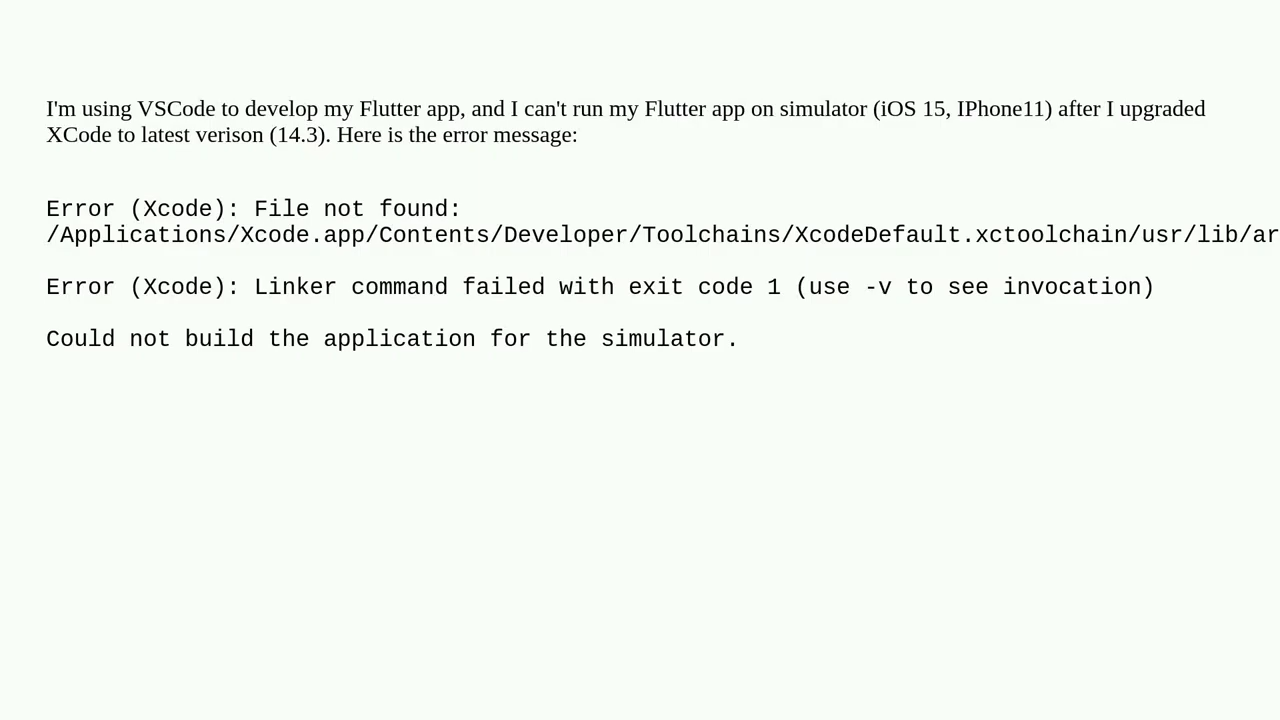 I'm using VSCode to develop my Flutter app, and I can't run my Flutter app on simulator (iOS 15, IPhone11) after I upgraded
XCode to latest verison (14.3). Here is the error message:
Error (Xcode): File not found:
/Applications/Xcode.app/Contents/Developer/Toolchains/XcodeDefault.xctoolchain/usr/lib/ar
Error (Xcode): Linker command failed with exit code 1 (use -v to see invocation)
Could not build the application for the simulator.